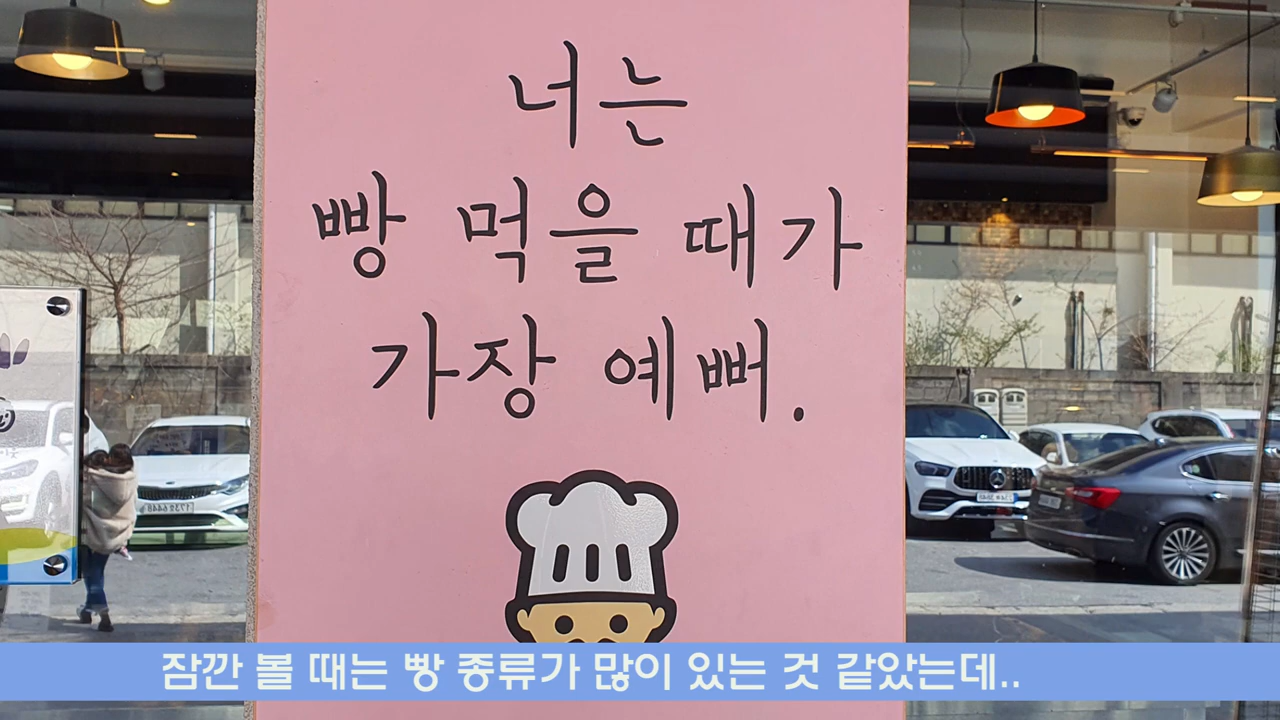 너는
빵 먹을 때가
가장 예뻐.
잠깐 볼 때는 빵 종류가 많이 있는 것 같았는데..